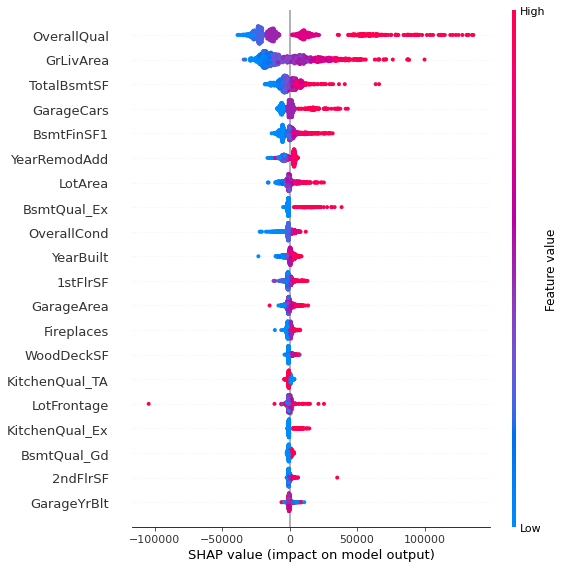 High
OverallQual
GrLivArea
TotalBsmtSF
GarageCars
BsmtFinSF1
YearRemodAdd
LotArea
BsmtQual_Ex
OverallCond
YearBuilt
1stFlrSF
GarageArea
Fireplaces
WoodDeckSF
KitchenQual_TA
LotFrontage
KitchenQual_Ex
BsmtQual_Gd
2ndFlrSF
GarageYrBlt
Feature value
Low
−100000 −50000 0 50000 100000
SHAP value (impact on model output)